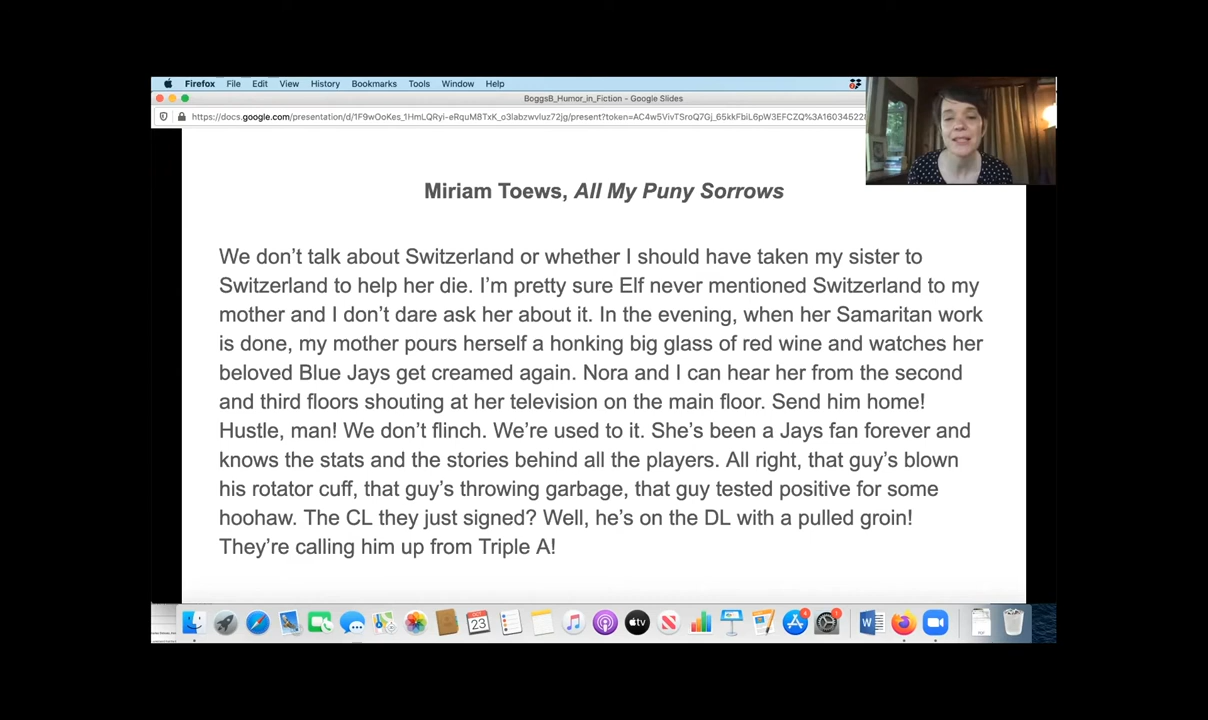 Firefox File Edit View History Bookmarks Tools Window Help
BoggsB_Humor_in_Fiction - Google Slides
Miriam Toews, All My Puny Sorrows
We don’t talk about Switzerland or whether I should have taken my sister to
Switzerland to help her die. I’m pretty sure Elf never mentioned Switzerland to my
mother and I don’t dare ask her about it. In the evening, when her Samaritan work
is done, my mother pours herself a honking big glass of red wine and watches her
beloved Blue Jays get creamed again. Nora and I can hear her from the second
and third floors shouting at her television on the main floor. Send him home!
Hustle, man! We don’t flinch. We’re used to it. She’s been a Jays fan forever and
knows the stats and the stories behind all the players. All right, that guy’s blown
his rotator cuff, that guy’s throwing garbage, that guy tested positive for some
hoohaw. The CL they just signed? Well, he’s on the DL with a pulled groin!
They’re calling him up from Triple A!
OCT
23
tv
4
1